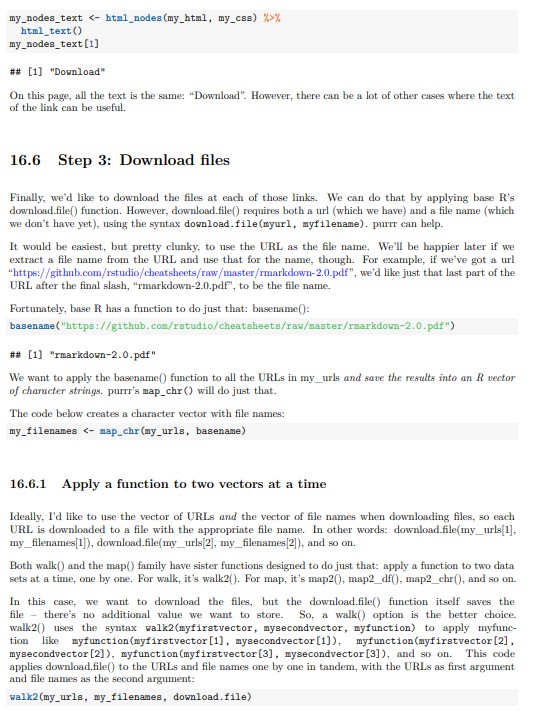 my_nodes_text <- html_nodes(my_html, my_css) %>%
html_text()
my_nodes_text[1]
## [1] "Download"
On this page, all the text is the same: “Download”. However, there can be a lot of other cases where the text
of the link can be useful.
16.6 Step 3: Download files
Finally, we’d like to download the files at each of those links. We can do that by applying base R’s
download.file() function. However, download.file() requires both a url (which we have) and a file name (which
we don’t have yet), using the syntax download.file(myurl, myfilename). purrr can help.
It would be easiest, but pretty clunky, to use the URL as the file name. We’ll be happier later if we
extract a file name from the URL and use that for the name, though. For example, if we’ve got a url
“https://github.com/rstudio/cheatsheets/raw/master/rmarkdown-2.0.pdf”, we’d like just that last part of the
URL after the final slash, “rmarkdown-2.0.pdf”, to be the file name.
Fortunately, base R has a function to do just that: basename():
basename("https://github.com/rstudio/cheatsheets/raw/master/rmarkdown-2.0.pdf")
## [1] "rmarkdown-2.0.pdf"
We want to apply the basename() function to all the URLs in my_urls and save the results into an R vector
of character strings. purrr’s map_chr() will do just that.
The code below creates a character vector with file names:
my_filenames <- map_chr(my_urls, basename)
16.6.1 Apply a function to two vectors at a time
Ideally, I’d like to use the vector of URLs and the vector of file names when downloading files, so each
URL is downloaded to a file with the appropriate file name. In other words: download.file(my_urls[1],
my_filenames[1]), download.file(my_urls[2], my_filenames[2]), and so on.
Both walk() and the map() family have sister functions designed to do just that: apply a function to two data
sets at a time, one by one. For walk, it’s walk2(). For map, it’s map2(), map2_df(), map2_chr(), and so on.
In this case, we want to download the files, but the download.file() function itself saves the
file – there’s no additional value we want to store. So, a walk() option is the better choice.
walk2() uses the syntax walk2(myfirstvector, mysecondvector, myfunction) to apply myfunc-
tion like myfunction(myfirstvector[1], mysecondvector[1]), myfunction(myfirstvector[2],
mysecondvector[2]), myfunction(myfirstvector[3], mysecondvector[3]), and so on. This code
applies download.file() to the URLs and file names one by one in tandem, with the URLs as first argument
and file names as the second argument:
walk2(my_urls, my_filenames, download.file)